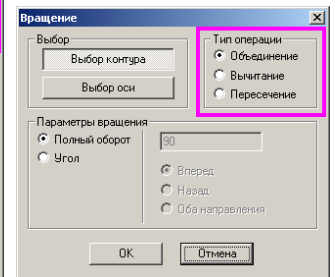 Вращение
Выбор
Выбор контура
Выбор оси
Тип операции
Объединение
Вычитание
Пересечение
Параметры вращения
Полный оборот
Угол
90
Вперед
Назад
Оба направления
OK
Отмена